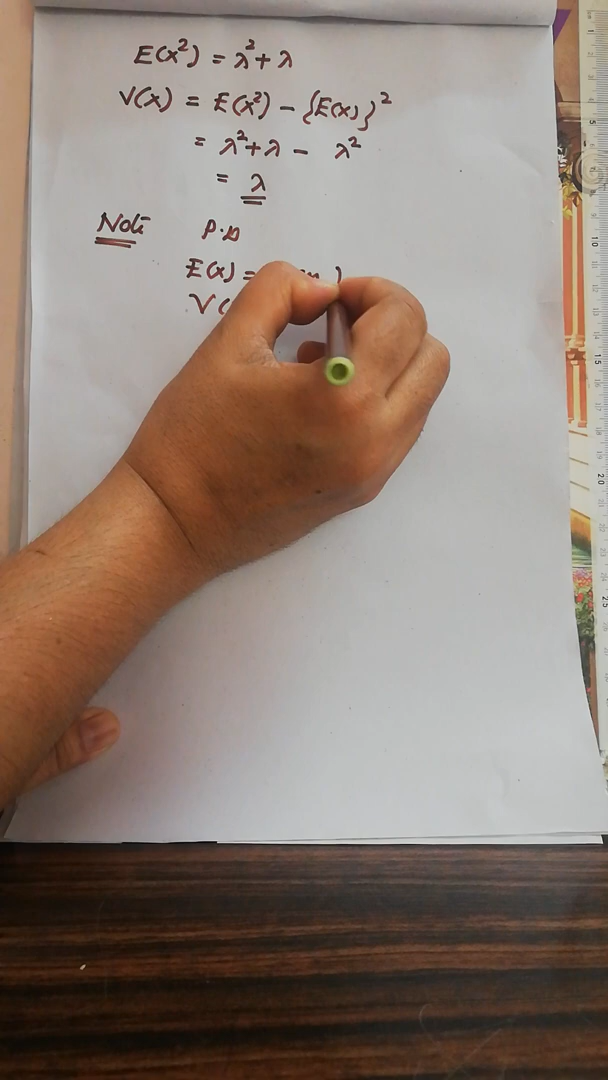 E(x²) = λ² + λ
V(x) = E(x²) - {E(x)}²
= λ² + λ - λ²
= λ
Note P.D
E(x) =
V(